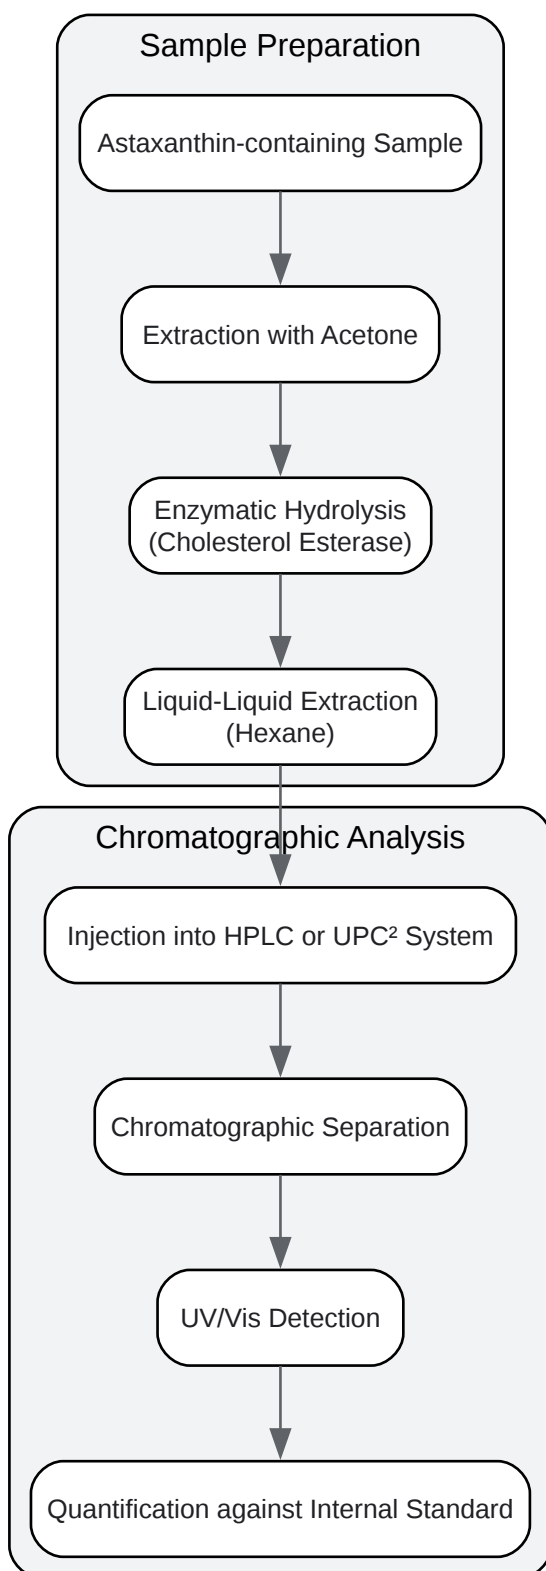 Sample Preparation
Astaxanthin-containing Sample
Extraction with Acetone
Enzymatic Hydrolysis
(Cholesterol Esterase)
Liquid-Liquid Extraction
(Hexane)
Chromatographic Analysis
Injection into HPLC or UPC² System
Chromatographic Separation
UV/Vis Detection
Quantification against Internal Standard